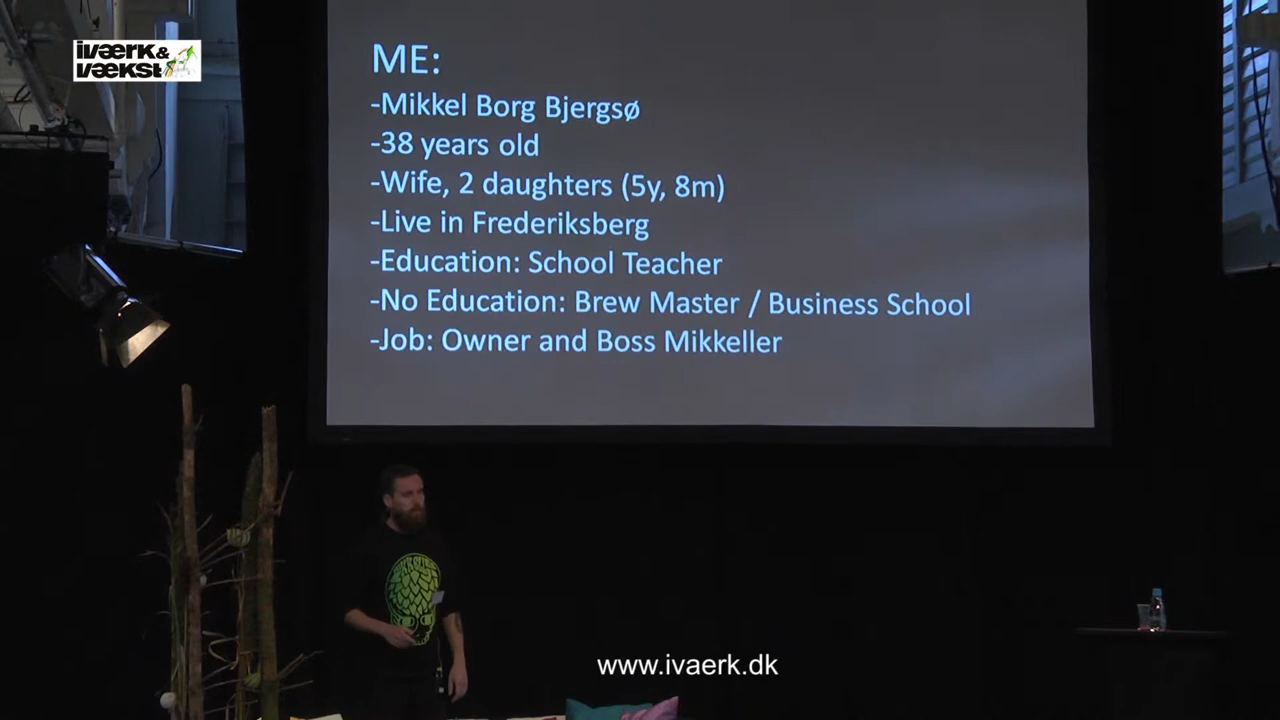 iværk&
vækst
ME:
-Mikkel Borg Bjergsø
-38 years old
-Wife, 2 daughters (5y, 8m)
-Live in Frederiksberg
-Education: School Teacher
-No Education: Brew Master / Business School
-Job: Owner and Boss Mikkeller
www.ivaerk.dk